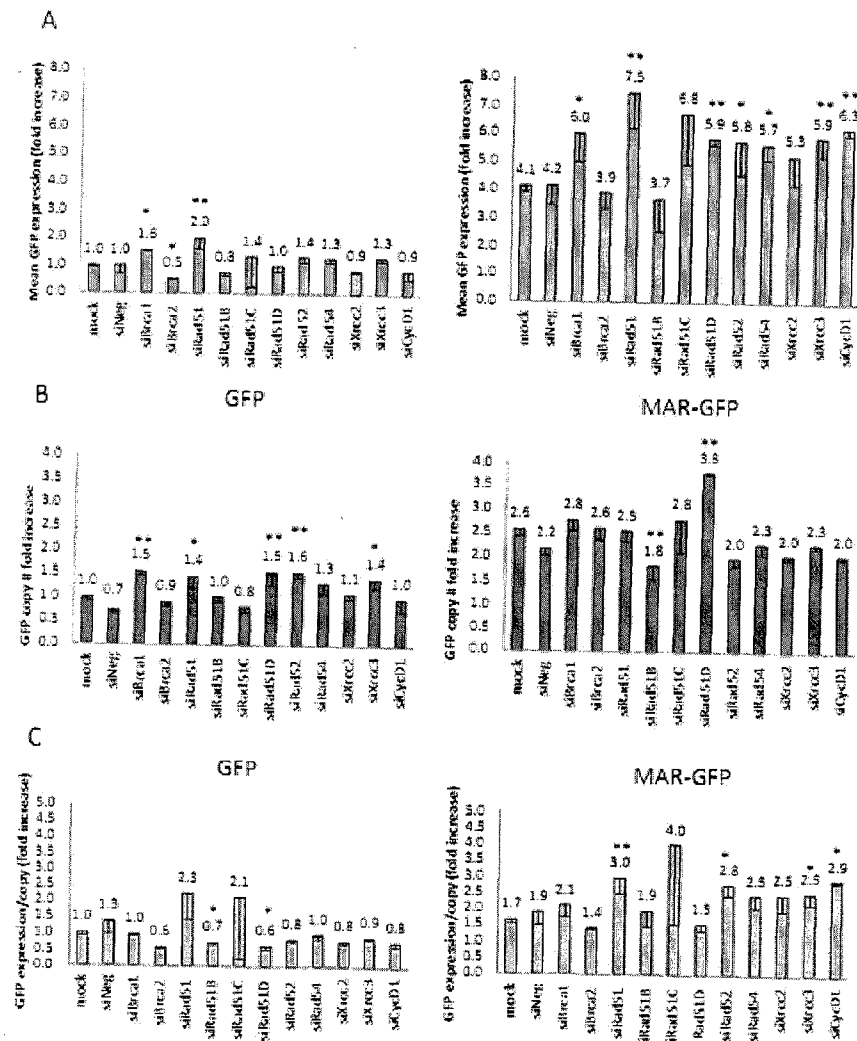 A
Mean GFP expression (fold increase)
8.0
7.0
6.0
5.0
4.0
3.0
2.0
1.0
0.0
1.0 1.0 * * 0.5 ** 2.0 1.4 1.0 1.4 1.3 0.9 1.3 0.9
mock siNeg siBrca1 siBrca2 siRad51 siRad51B siRad51C siRad51D siRad52 siRad54 siXrcc2 siXrcc3 siCycD1
Mean GFP expression (fold increase)
8.0
7.0
6.0
5.0
4.0
3.0
2.0
1.0
0.0
4.1 4.2 * 6.0 3.9 ** 7.5 3.7 ** 5.9 * 5.8 * 5.7 5.3 ** 5.9 ** 6.3
mock siNeg siBrca1 siBrca2 siRad51 siRad51B siRad51C siRad51D siRad52 siRad54 siXrcc2 siXrcc3 siCycD1
B
GFP
GFP copy # fold increase
4.0
3.5
3.0
2.5
2.0
1.5
1.0
0.5
0.0
1.0 0.7 ** 1.5 0.9 * 1.4 1.0 0.8 ** 1.5 ** 1.6 1.3 1.1 * 1.4 1.0
mock siNeg siBrca1 siBrca2 siRad51 siRad51B siRad51C siRad51D siRad52 siRad54 siXrcc2 siXrcc3 siCycD1
MAR-GFP
GFP copy # fold increase
4.0
3.5
3.0
2.5
2.0
1.5
1.0
0.5
0.0
2.6 2.2 2.8 2.6 2.5 ** 1.8 2.8 ** 3.8 2.0 2.3 2.0 2.3 2.0
mock siNeg siBrca1 siBrca2 siRad51 siRad51B siRad51C siRad51D siRad52 siRad54 siXrcc2 siXrcc3 siCycD1
C
GFP
GFP expression/copy (fold increase)
5.0
4.5
4.0
3.5
3.0
2.5
2.0
1.5
1.0
0.5
0.0
1.0 1.3 1.0 2.3 * 0.7 2.1 * 0.6 0.8 1.0 0.8 0.9 0.8
mock siNeg siBrca1 siBrca2 siRad51 siRad51B siRad51C siRad51D siRad52 siRad54 siXrcc2 siXrcc3 siCycD1
MAR-GFP
GFP expression/copy (fold increase)
5.0
4.5
4.0
3.5
3.0
2.5
2.0
1.5
1.0
0.5
0.0
1.7 1.9 2.1 1.4 ** 3.0 1.9 4.0 1.5 * 2.8 2.5 2.5 * 2.5 * 2.9
mock siNeg siBrca1 siBrca2 siRad51 siRad51B siRad51C Rad51D siRad52 siRad54 siXrcc2 siXrcc3 siCycD1